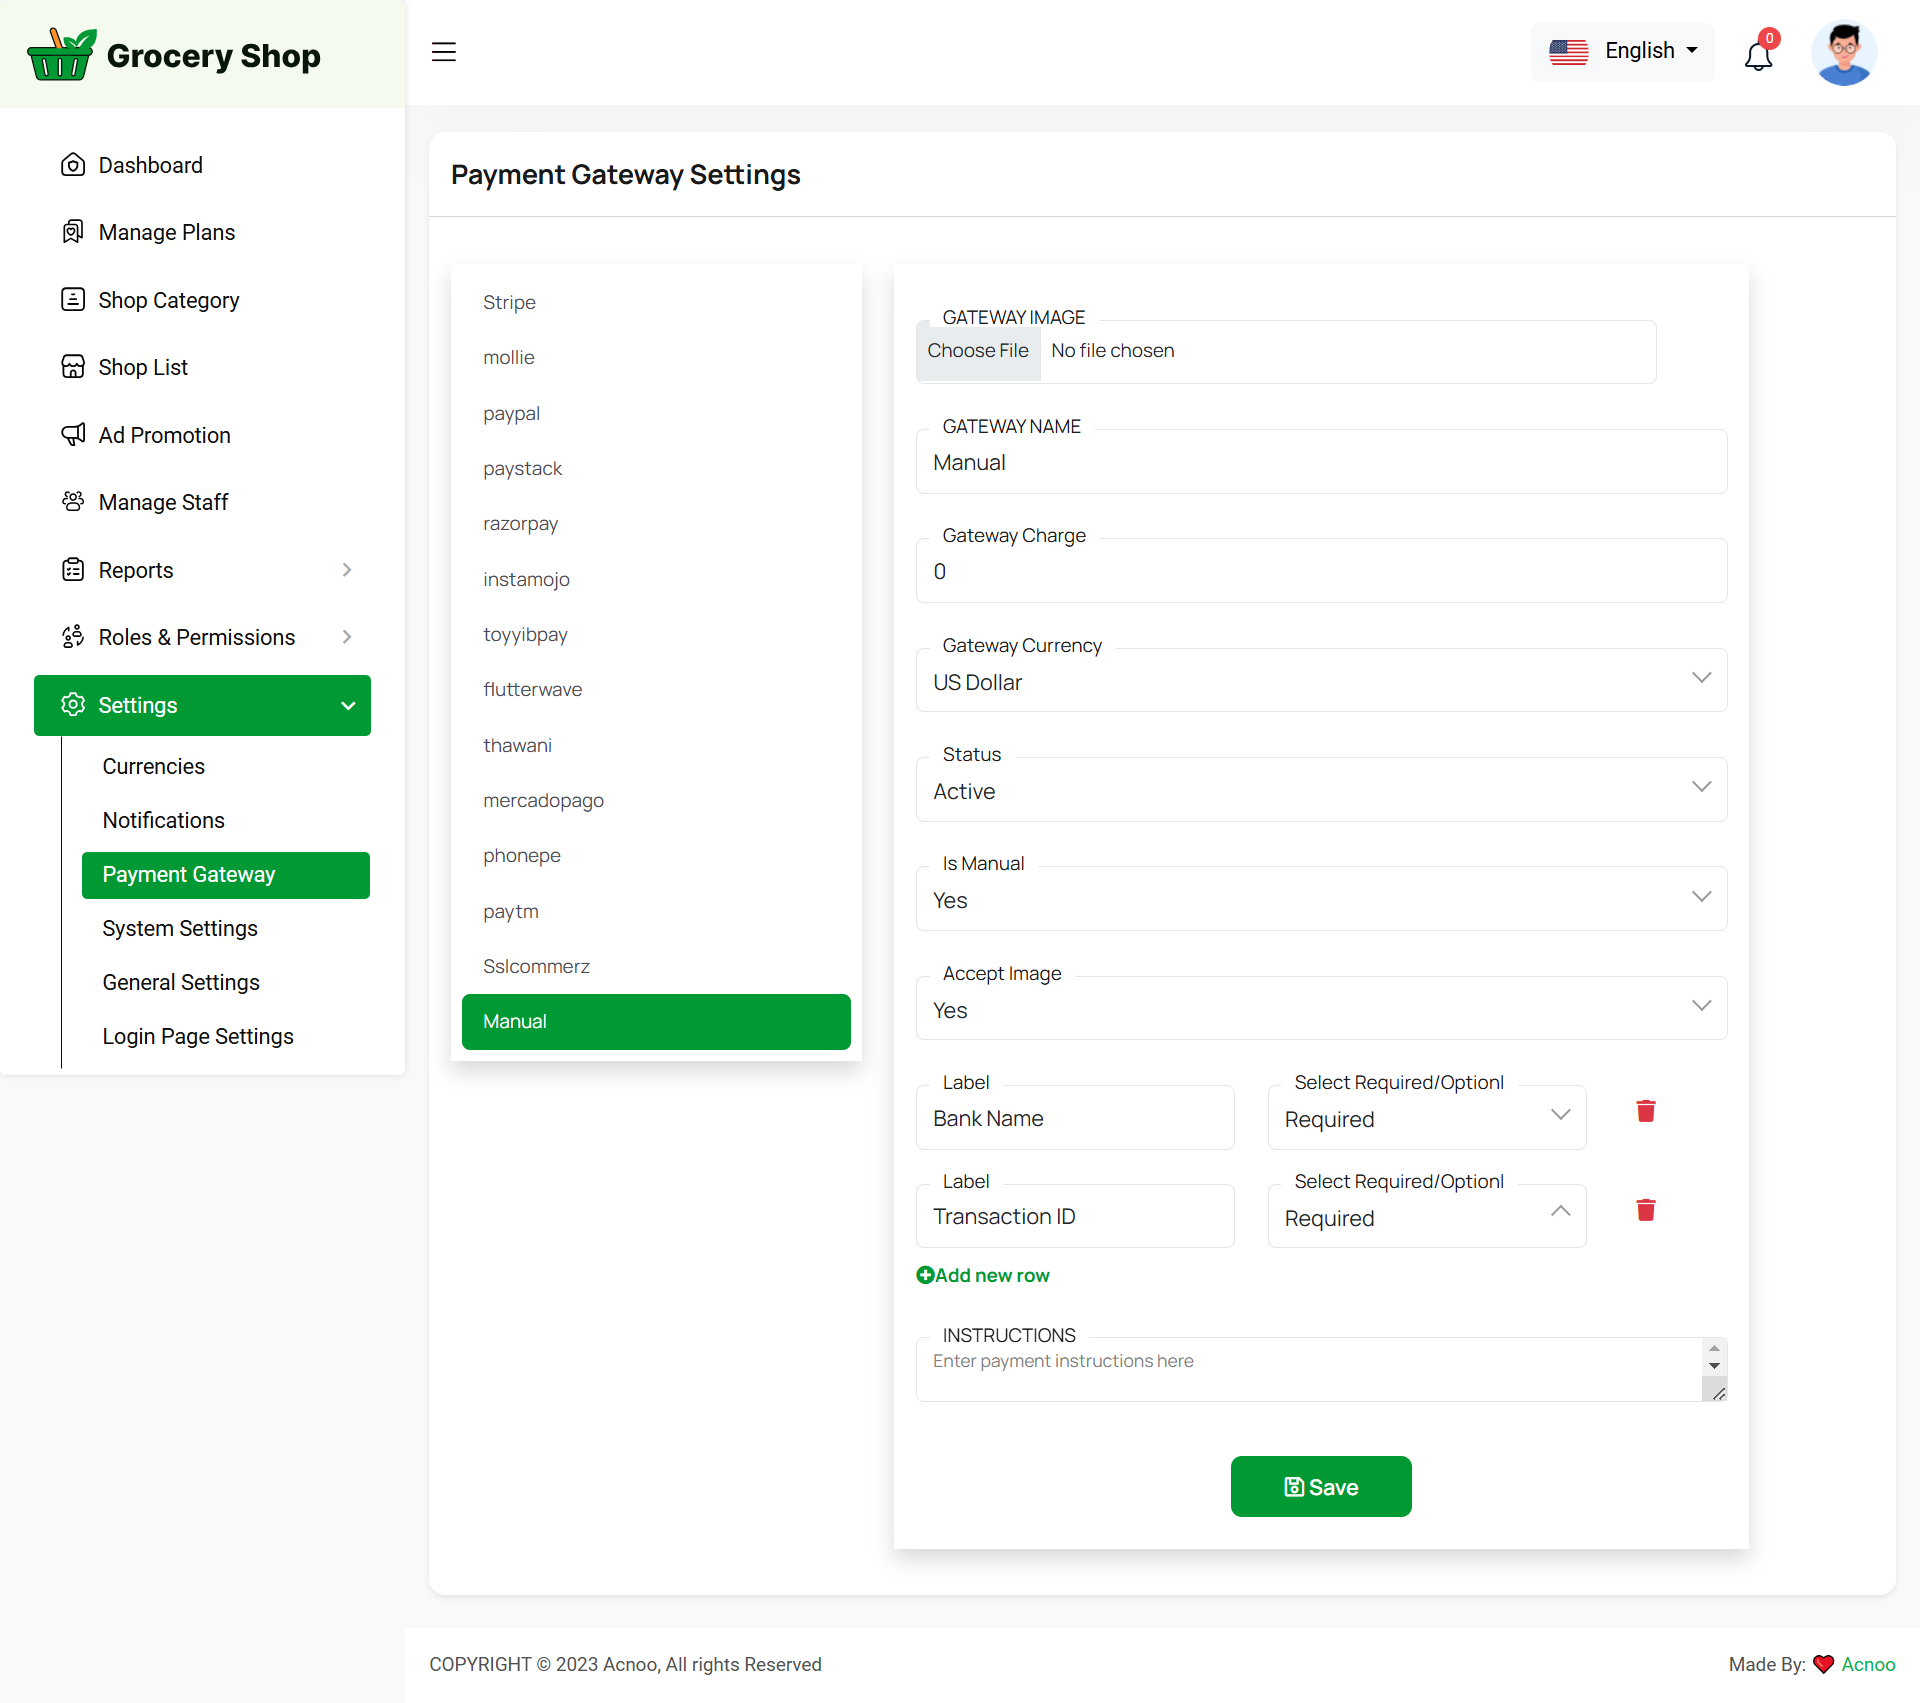 Grocery Shop
English
0
Dashboard
Manage Plans
Shop Category
Shop List
Ad Promotion
Manage Staff
Reports
Roles & Permissions
Settings
Currencies
Notifications
Payment Gateway
System Settings
General Settings
Login Page Settings
Payment Gateway Settings
Stripe
mollie
paypal
paystack
razorpay
instamojo
toyyibpay
flutterwave
thawani
mercadopago
phonepe
paytm
Sslcommerz
Manual
GATEWAY IMAGE
Choose File No file chosen
GATEWAY NAME
Manual
Gateway Charge
0
Gateway Currency
US Dollar
Status
Active
Is Manual
Yes
Accept Image
Yes
Label Select Required/Optionl
Bank Name Required
Label Select Required/Optionl
Transaction ID Required
Add new row
INSTRUCTIONS
Enter payment instructions here
Save
COPYRIGHT © 2023 Acnoo, All rights Reserved
Made By: Acnoo